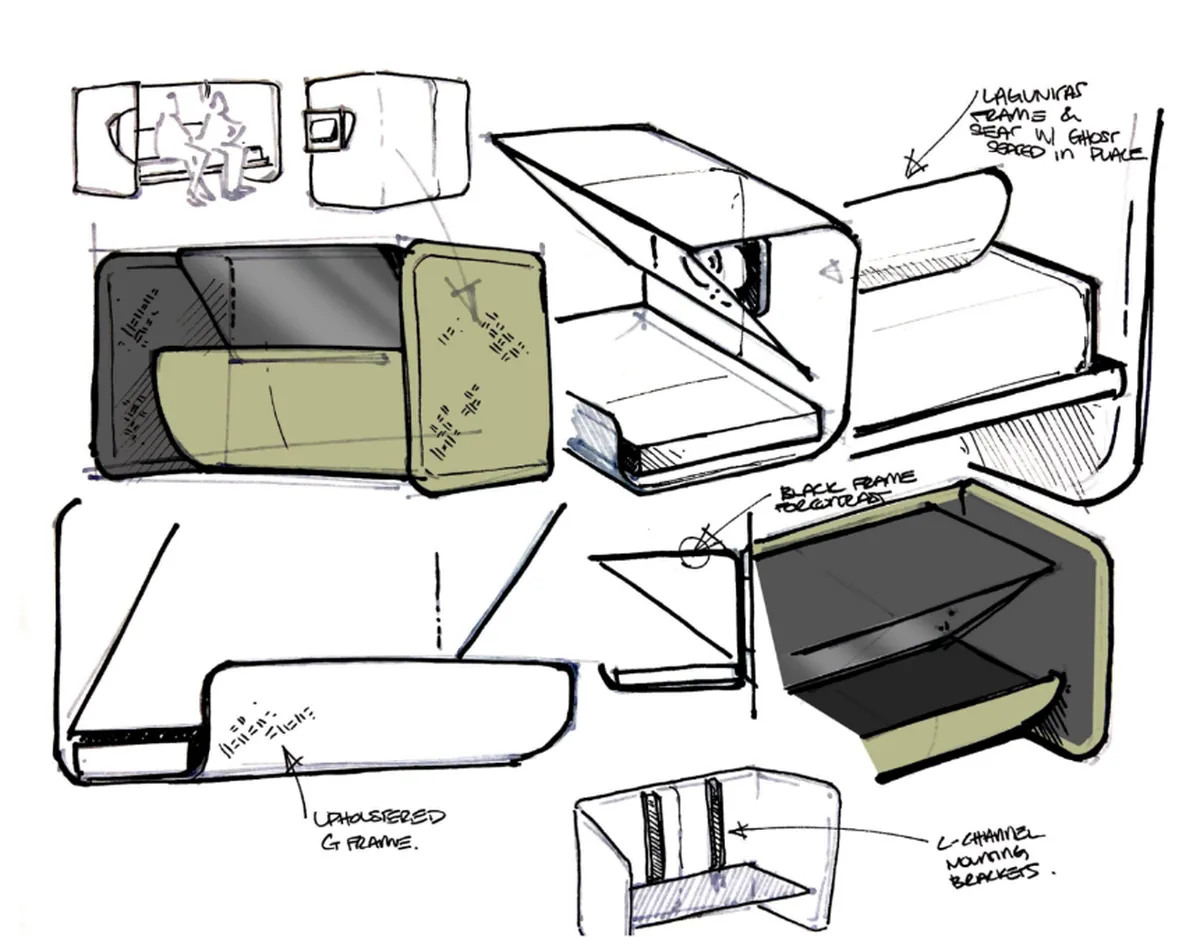 LAGUNITAS
FRAME &
SEAT W/ GHOST
SEATED IN PLACE
BLACK FRAME
FOR CONTRAST
UPHOLSTERED
G FRAME.
L-CHANNEL
MOUNTING
BRACKETS.